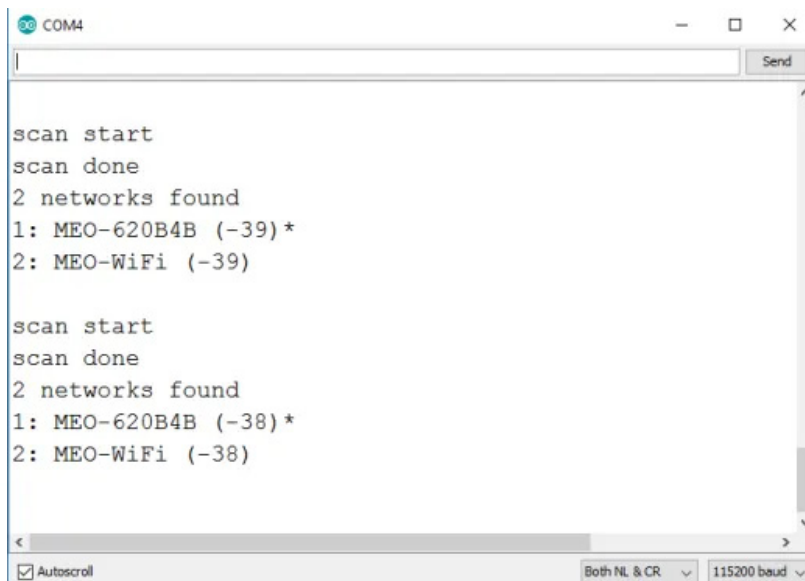 COM4
Send
scan start
scan done
2 networks found
1: MEO-620B4B (-39)*
2: MEO-WiFi (-39)
scan start
scan done
2 networks found
1: MEO-620B4B (-38)*
2: MEO-WiFi (-38)
Autoscroll
Both NL & CR
115200 baud